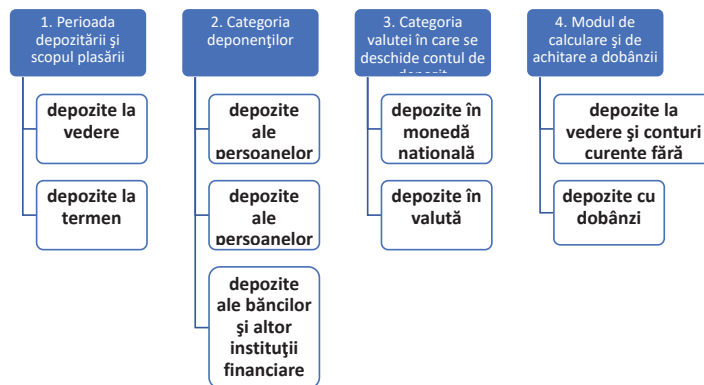 1. Perioada
depozitării şi
scopul plasării
depozite la
vedere
depozite la
termen
2. Categoria
deponenţilor
depozite
ale
persoanelor
depozite
ale
persoanelor
depozite
ale băncilor
şi altor
instituţii
financiare
3. Categoria
valutei în care se
deschide contul de
depozite în
monedă
natională
depozite în
valută
4. Modul de
calculare şi de
achitare a dobânzii
depozite la
vedere şi conturi
curente fără
depozite cu
dobânzi